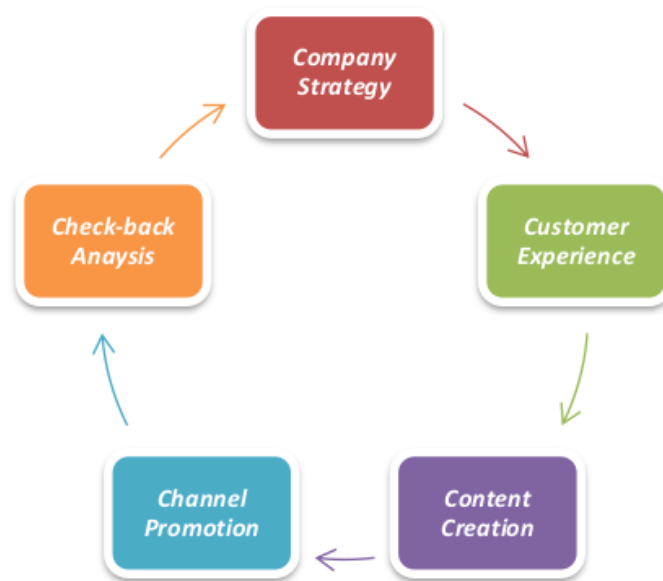 Company
Strategy
Customer
Experience
Content
Creation
Channel
Promotion
Check-back
Anaysis